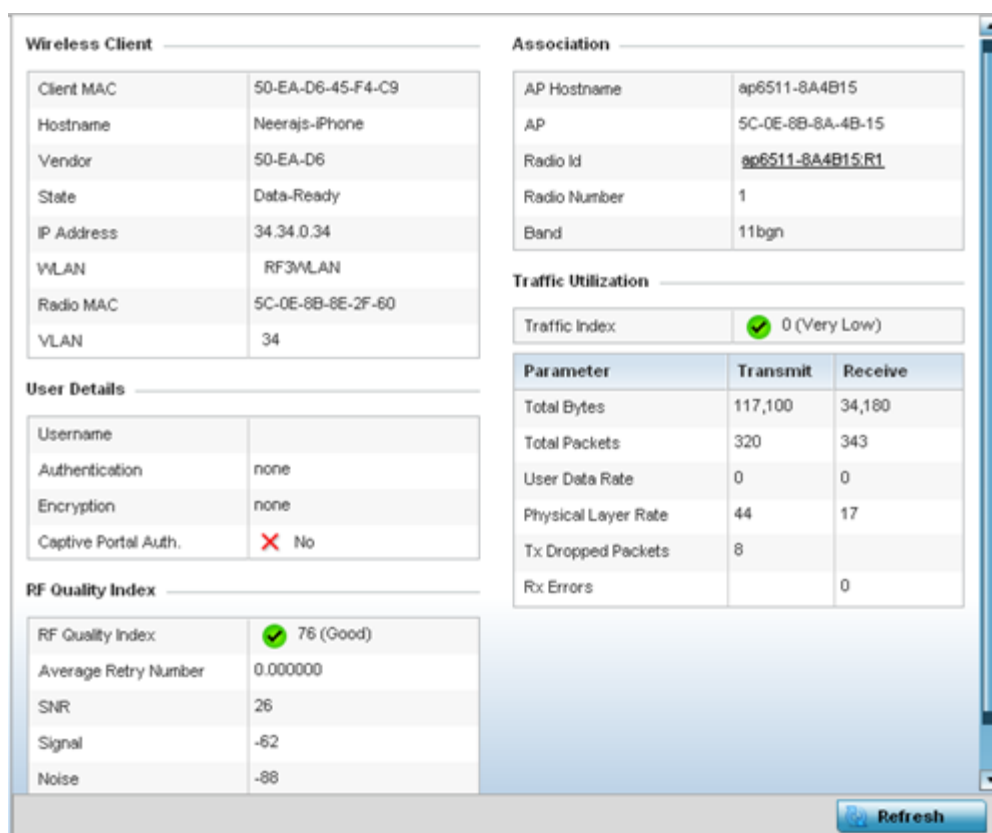 Wireless Client
Client MAC 50-EA-D6-45-F4-C9
Hostname Neerajs-iPhone
Vendor 50-EA-D6
State Data-Ready
IP Address 34.34.0.34
WLAN RF3WLAN
Radio MAC 5C-0E-8B-8E-2F-60
VLAN 34
User Details
Username
Authentication none
Encryption none
Captive Portal Auth. No
RF Quality Index
RF Quality Index 76 (Good)
Average Retry Number 0.000000
SNR 26
Signal -62
Noise -88
Association
AP Hostname ap6511-8A4B15
AP 5C-0E-8B-8A-4B-15
Radio Id ap6511-8A4B15:R1
Radio Number 1
Band 11bgn
Traffic Utilization
Traffic Index 0 (Very Low)
Parameter Transmit Receive
Total Bytes 117,100 34,180
Total Packets 320 343
User Data Rate 0 0
Physical Layer Rate 44 17
Tx Dropped Packets 8
Rx Errors 0
Refresh